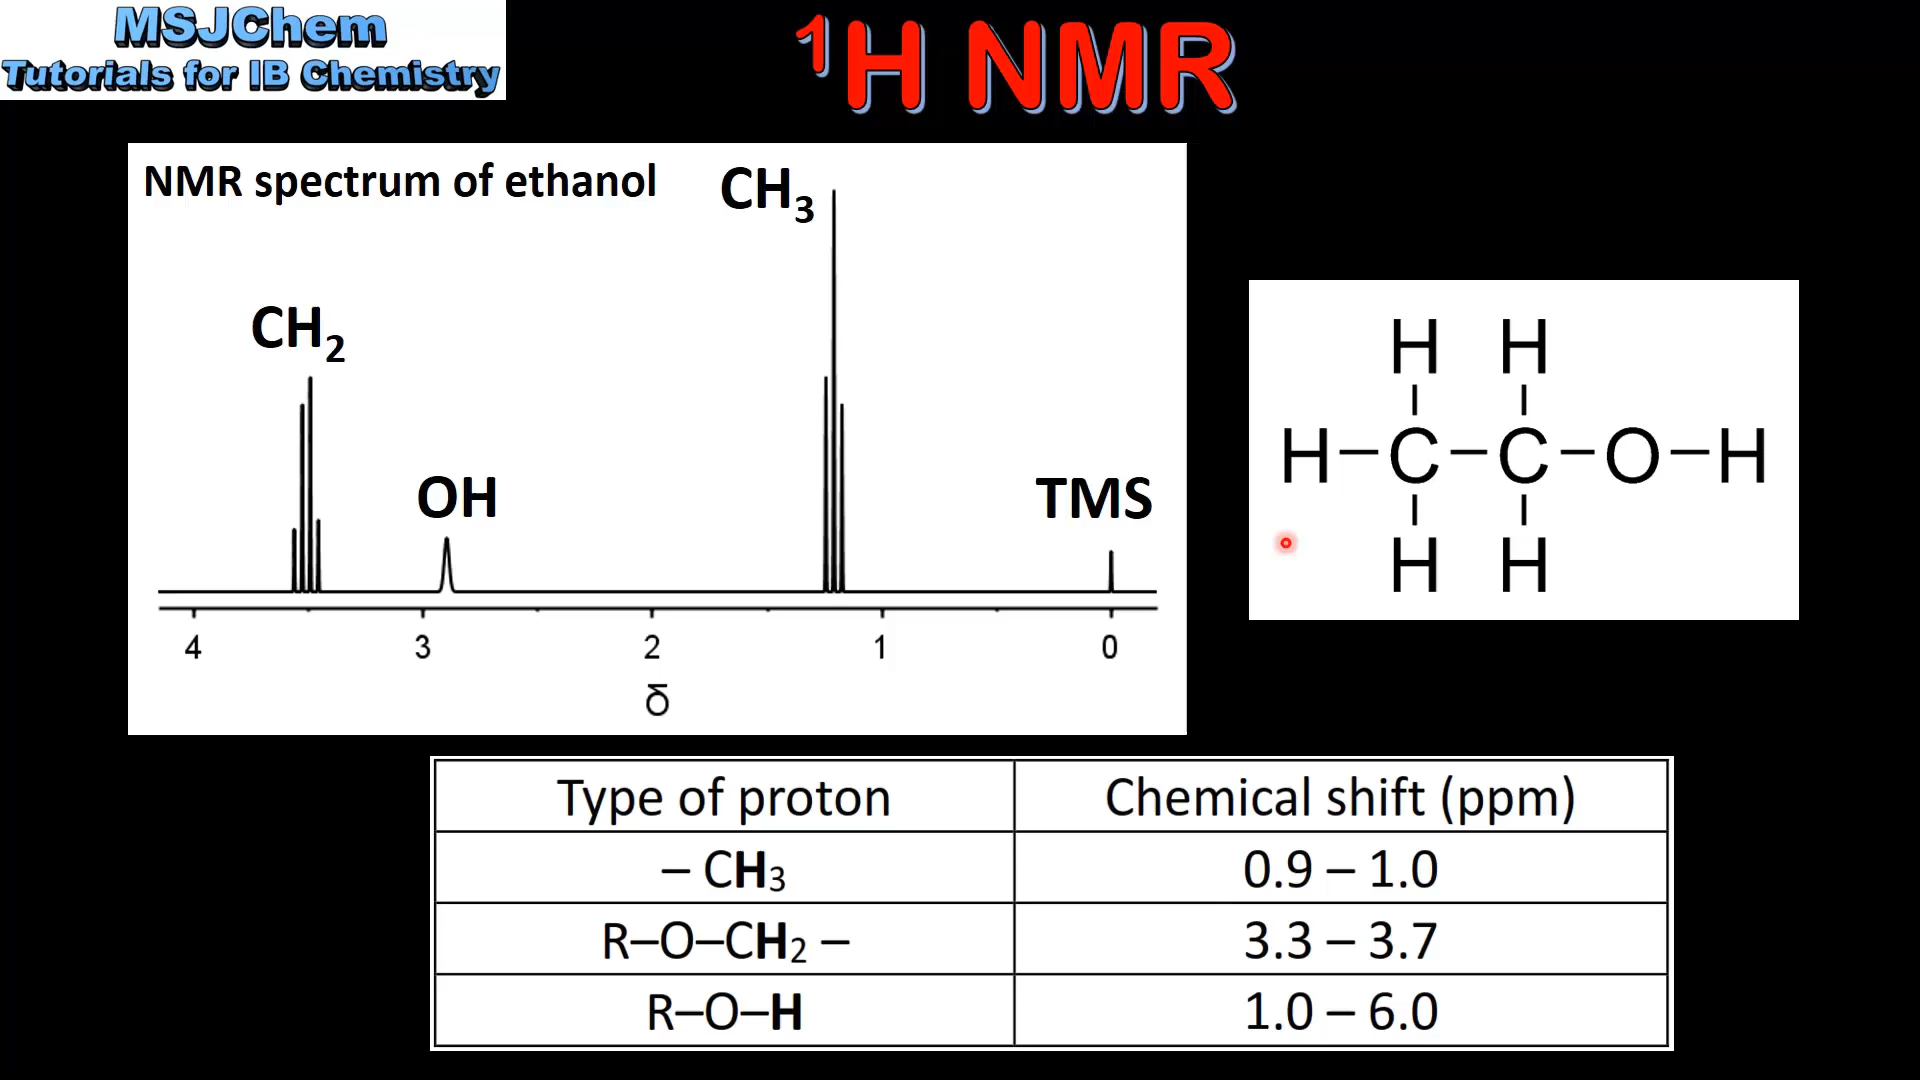 MSJChem
Tutorials for IB Chemistry
¹H NMR
NMR spectrum of ethanol
CH₃
CH₂
OH
TMS
4 3 2 1 0
δ
H H
H–C–C–O–H
H H
Type of proton Chemical shift (ppm)
– CH₃ 0.9 – 1.0
R–O–CH₂ – 3.3 – 3.7
R–O–H 1.0 – 6.0